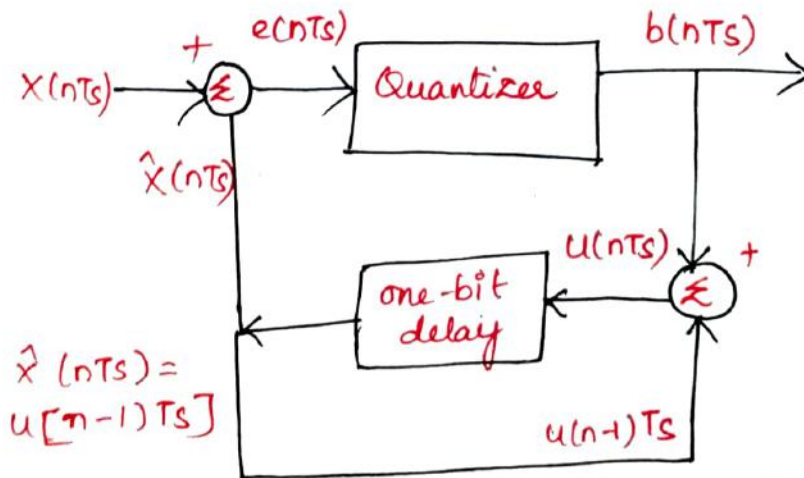 +
e(nTs)
b(nTs)
x(nTs)
Σ
Quantizer
x̂(nTs)
u(nTs)
+
Σ
one-bit
delay
x̂ (nTs) =
u[n-1)Ts]
u(n-1)Ts